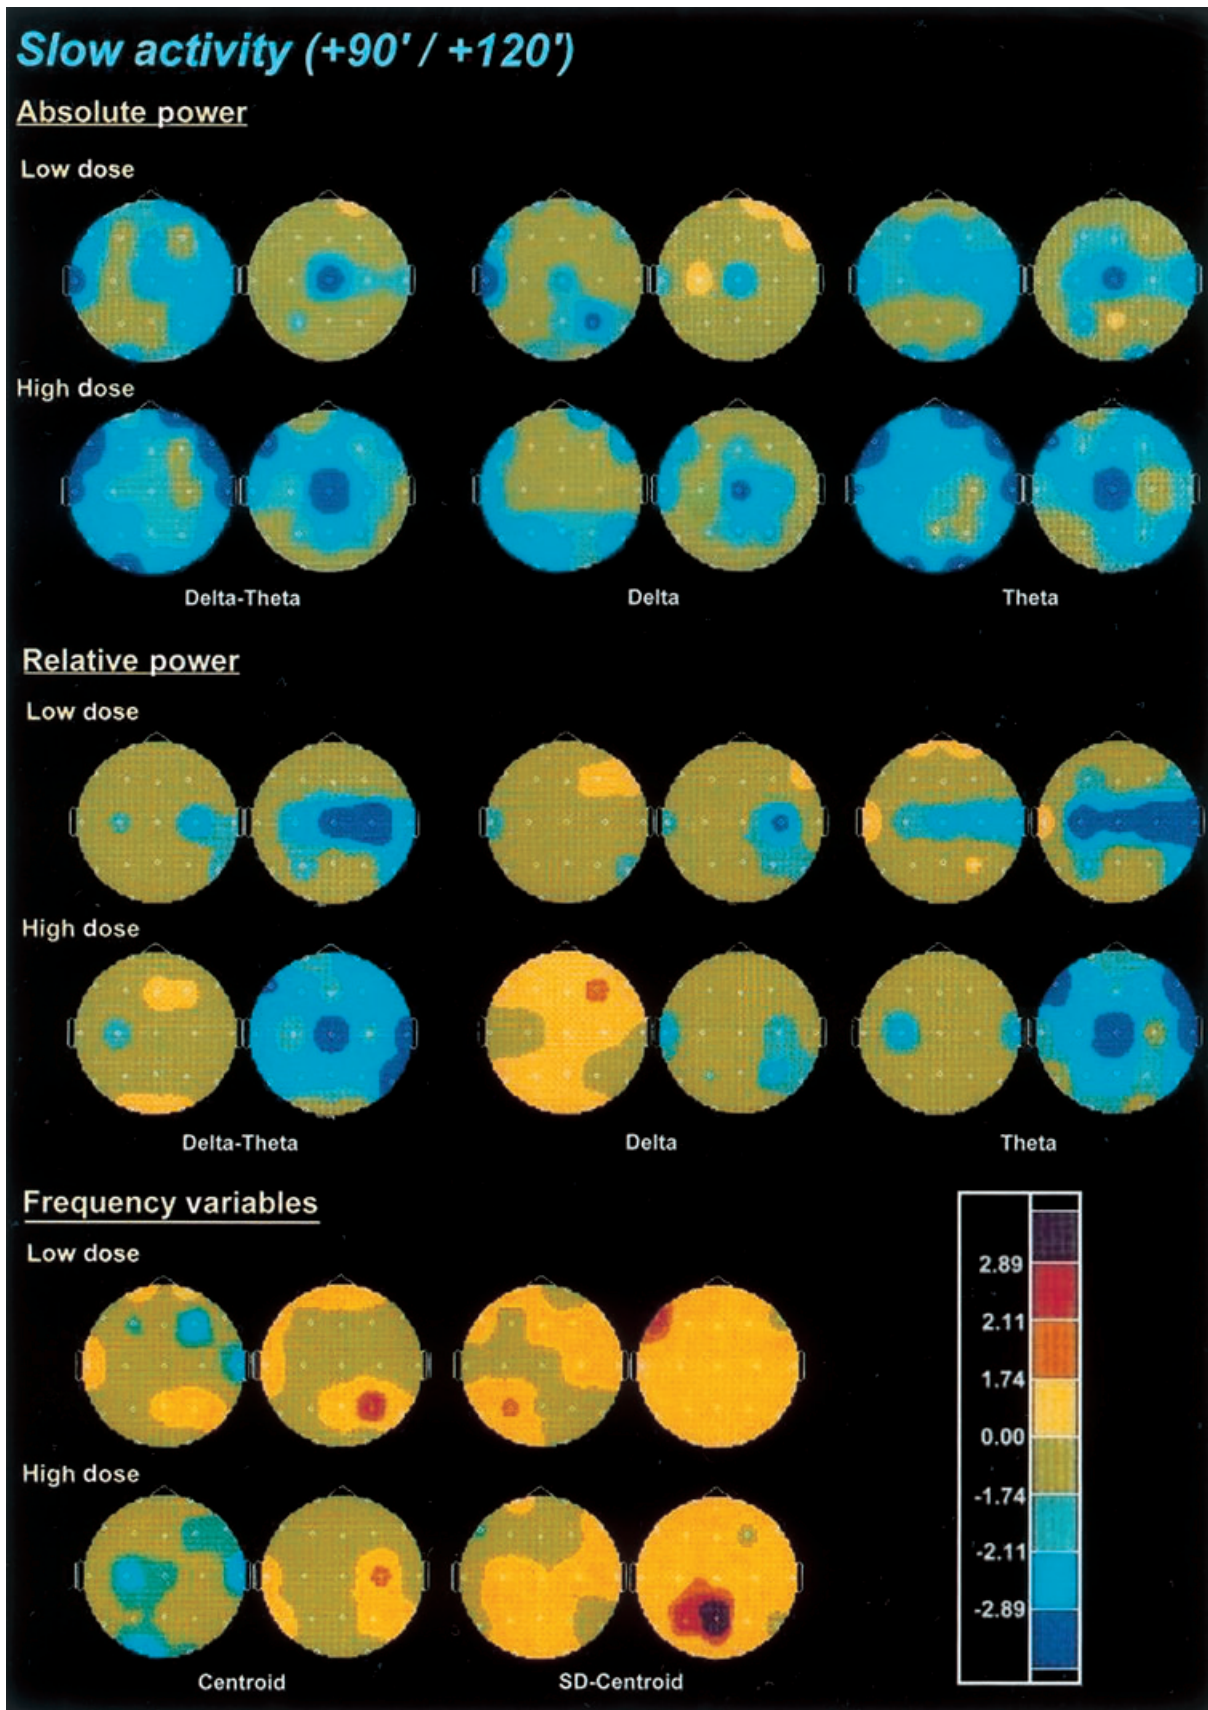 Slow activity (+90' / +120')
Absolute power
Low dose
High dose
Delta-Theta Delta Theta
Relative power
Low dose
High dose
Delta-Theta Delta Theta
Frequency variables
Low dose
2.89
2.11
1.74
0.00
-1.74
-2.11
-2.89
High dose
Centroid SD-Centroid